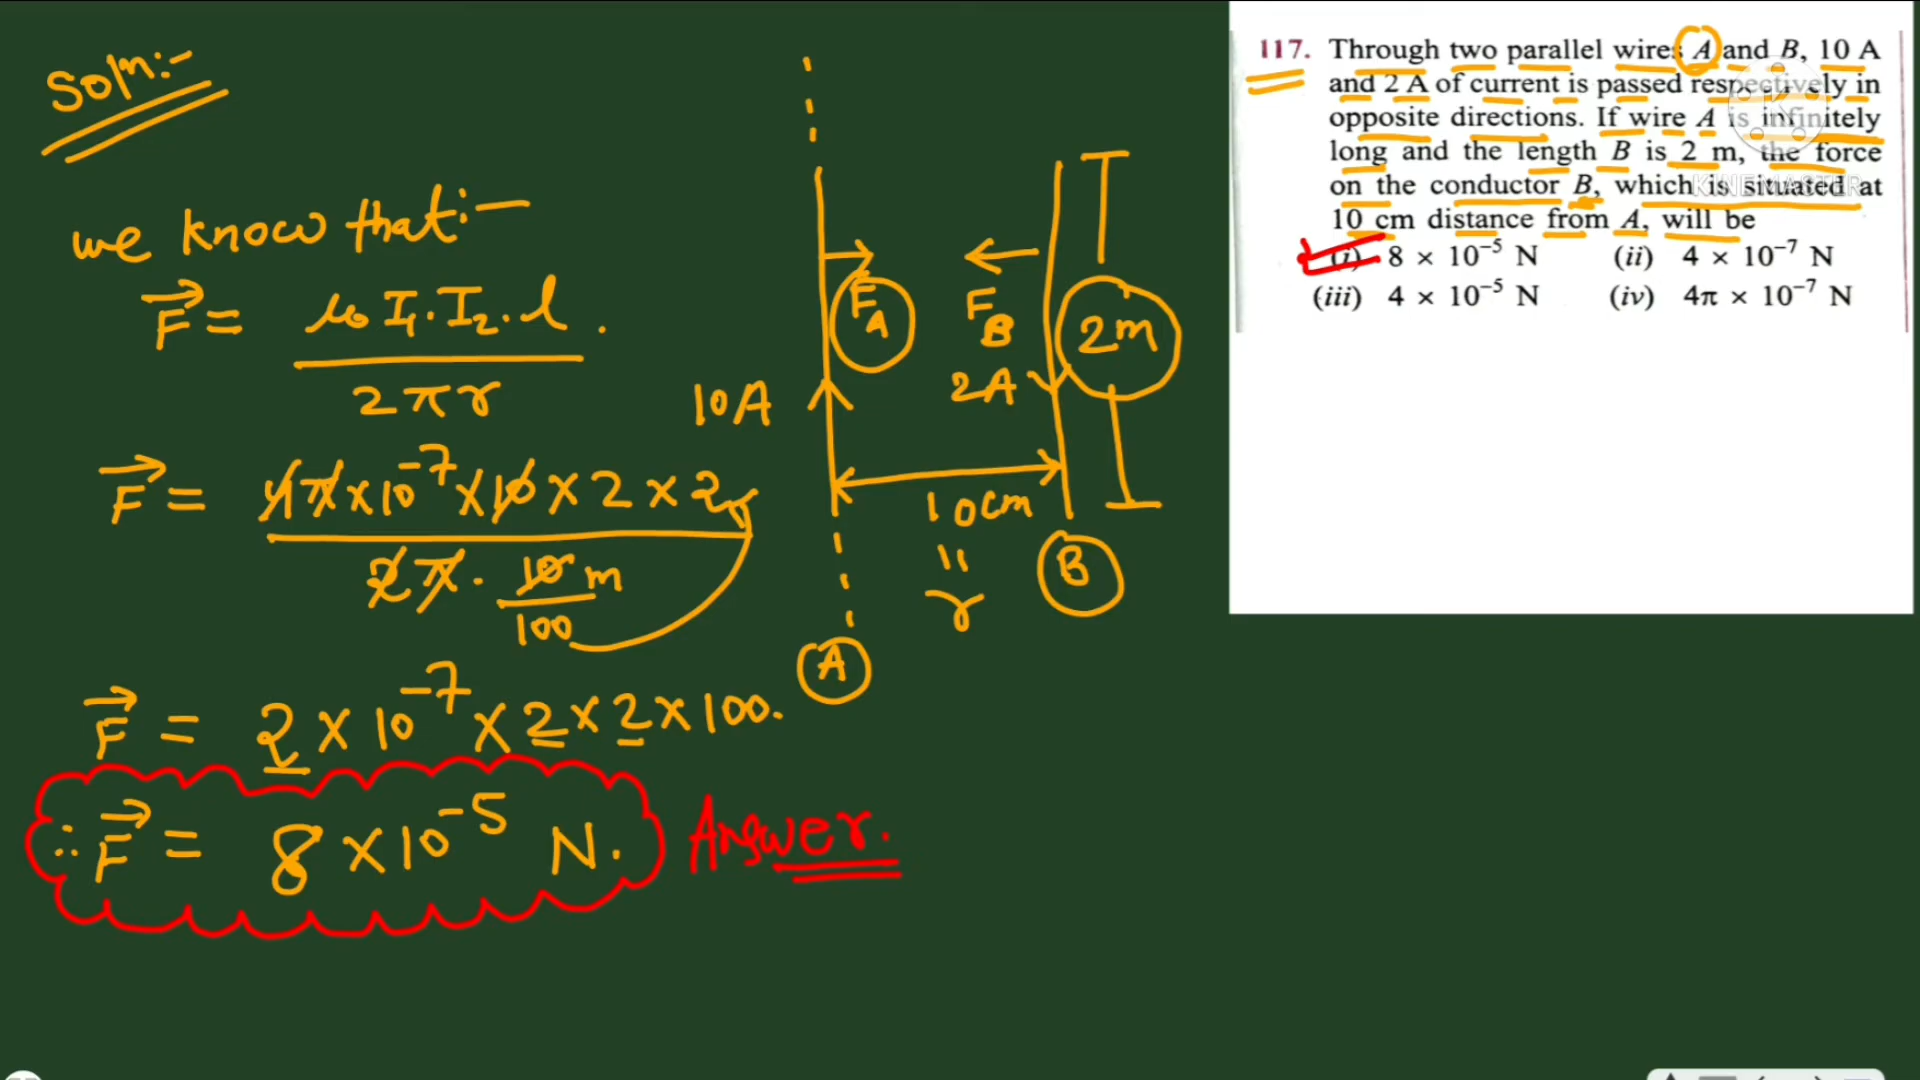 Soln:-
we know that:-
F = μ₀ I₁. I₂. l .
2πr
F = 4π×10⁻⁷×10×2×2
2π. 10 m
100
F = 2×10⁻⁷×2×2×100.
∴ F = 8×10⁻⁵ N. Answer.
F_A
F_B
10A
2A
2m
10cm
=
r
A
B
117. Through two parallel wires A and B, 10 A
and 2 A of current is passed respectively in
opposite directions. If wire A is infinitely
long and the length B is 2 m, the force
on the conductor B, which is situated at
10 cm distance from A, will be
(i) 8 × 10⁻⁵ N (ii) 4 × 10⁻⁷ N
(iii) 4 × 10⁻⁵ N (iv) 4π × 10⁻⁷ N
KINEMASTER